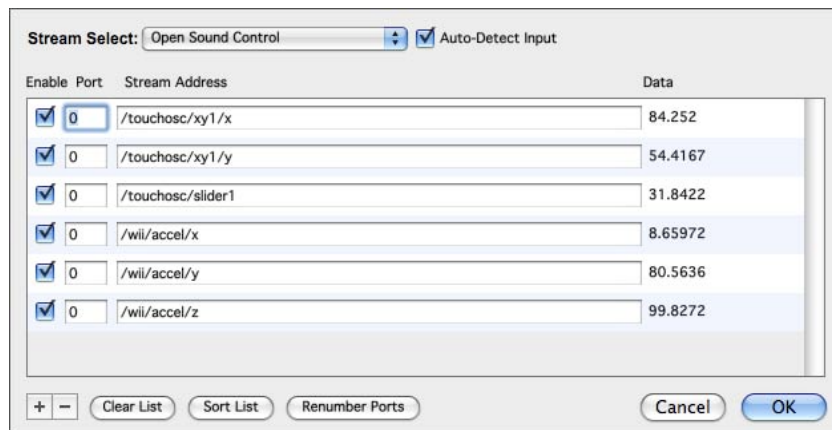 Stream Select: Open Sound Control Auto-Detect Input
Enable Port Stream Address Data
0 /touchosc/xy1/x 84.252
0 /touchosc/xy1/y 54.4167
0 /touchosc/slider1 31.8422
0 /wii/accel/x 8.65972
0 /wii/accel/y 80.5636
0 /wii/accel/z 99.8272
+ − Clear List Sort List Renumber Ports Cancel OK